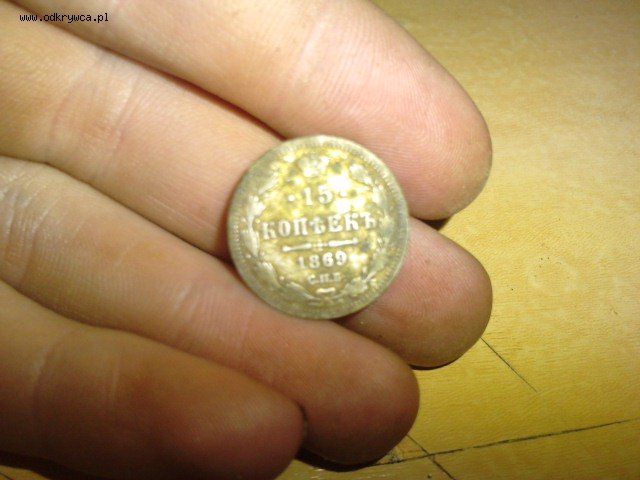 www.odkrywca.pl
·15·
КОПѢЕКЪ
1869
С.П.Б.